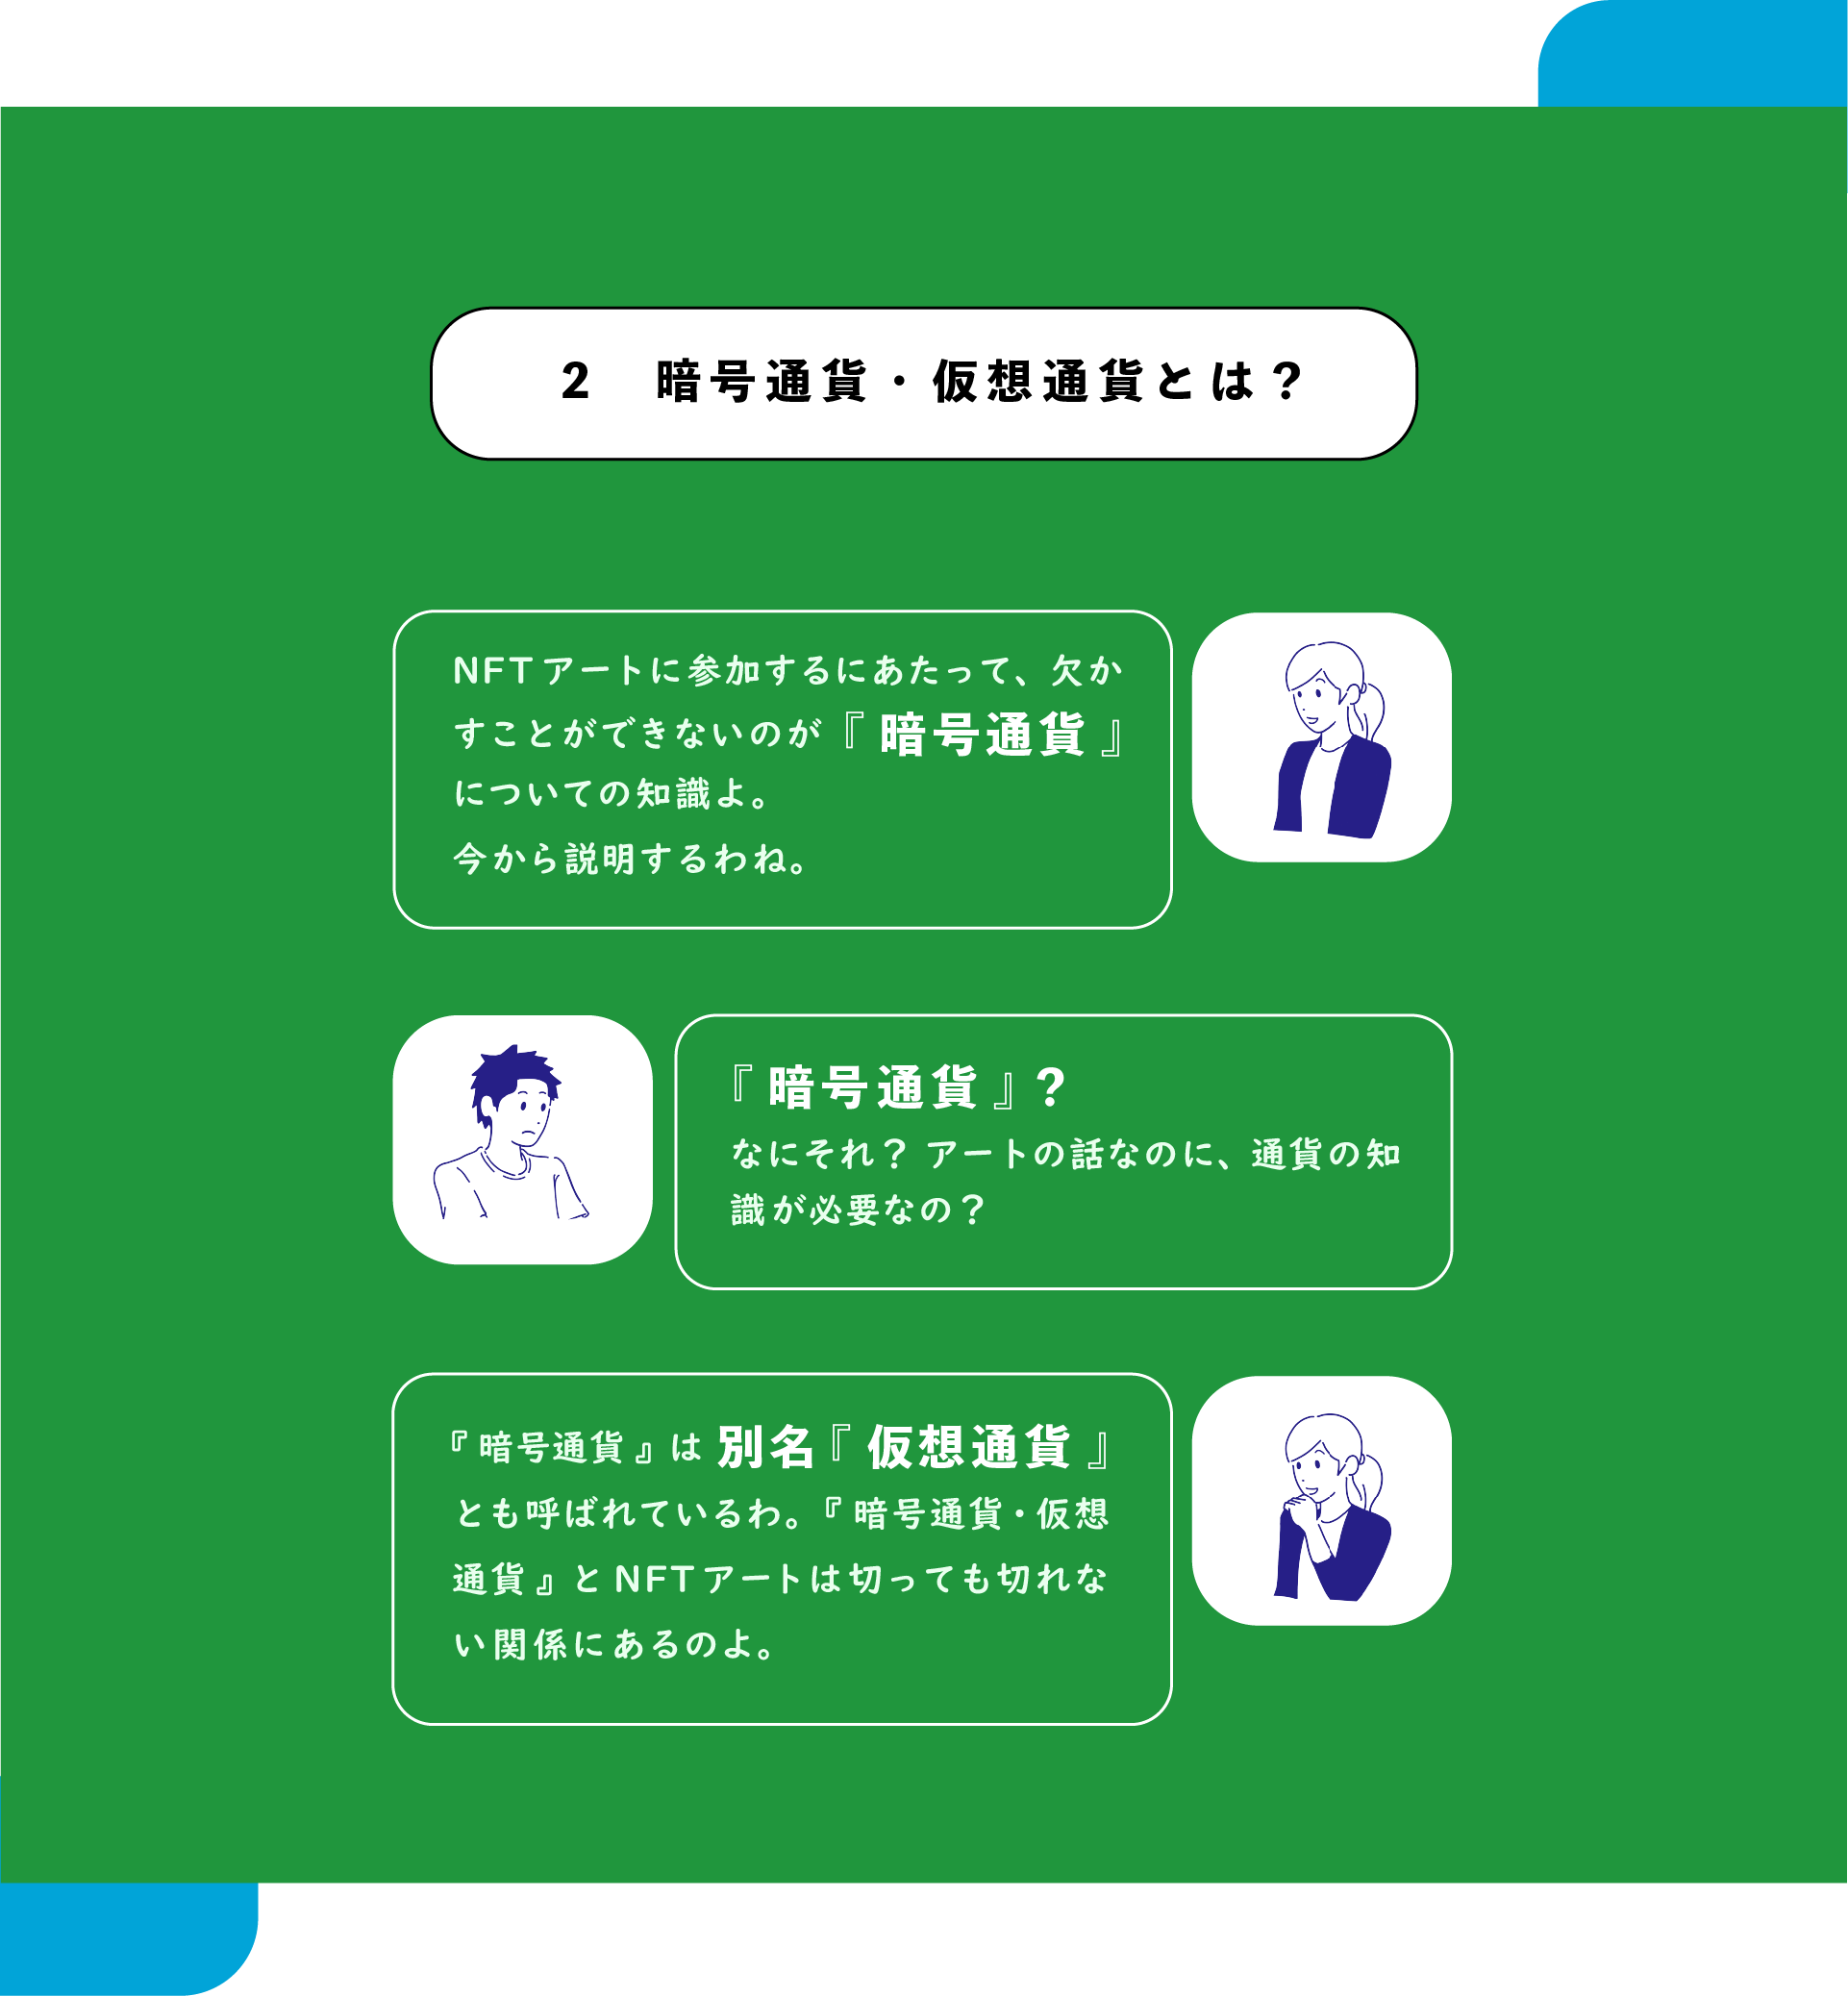 2　暗号通貨・仮想通貨とは？
NFTアートに参加するにあたって、欠か
すことができないのが『暗号通貨』
についての知識よ。
今から説明するわね。
『暗号通貨』？
なにそれ？ アートの話なのに、通貨の知
識が必要なの？
『暗号通貨』は別名『仮想通貨』
とも呼ばれているわ。『暗号通貨・仮想
通貨』とNFTアートは切っても切れな
い関係にあるのよ。